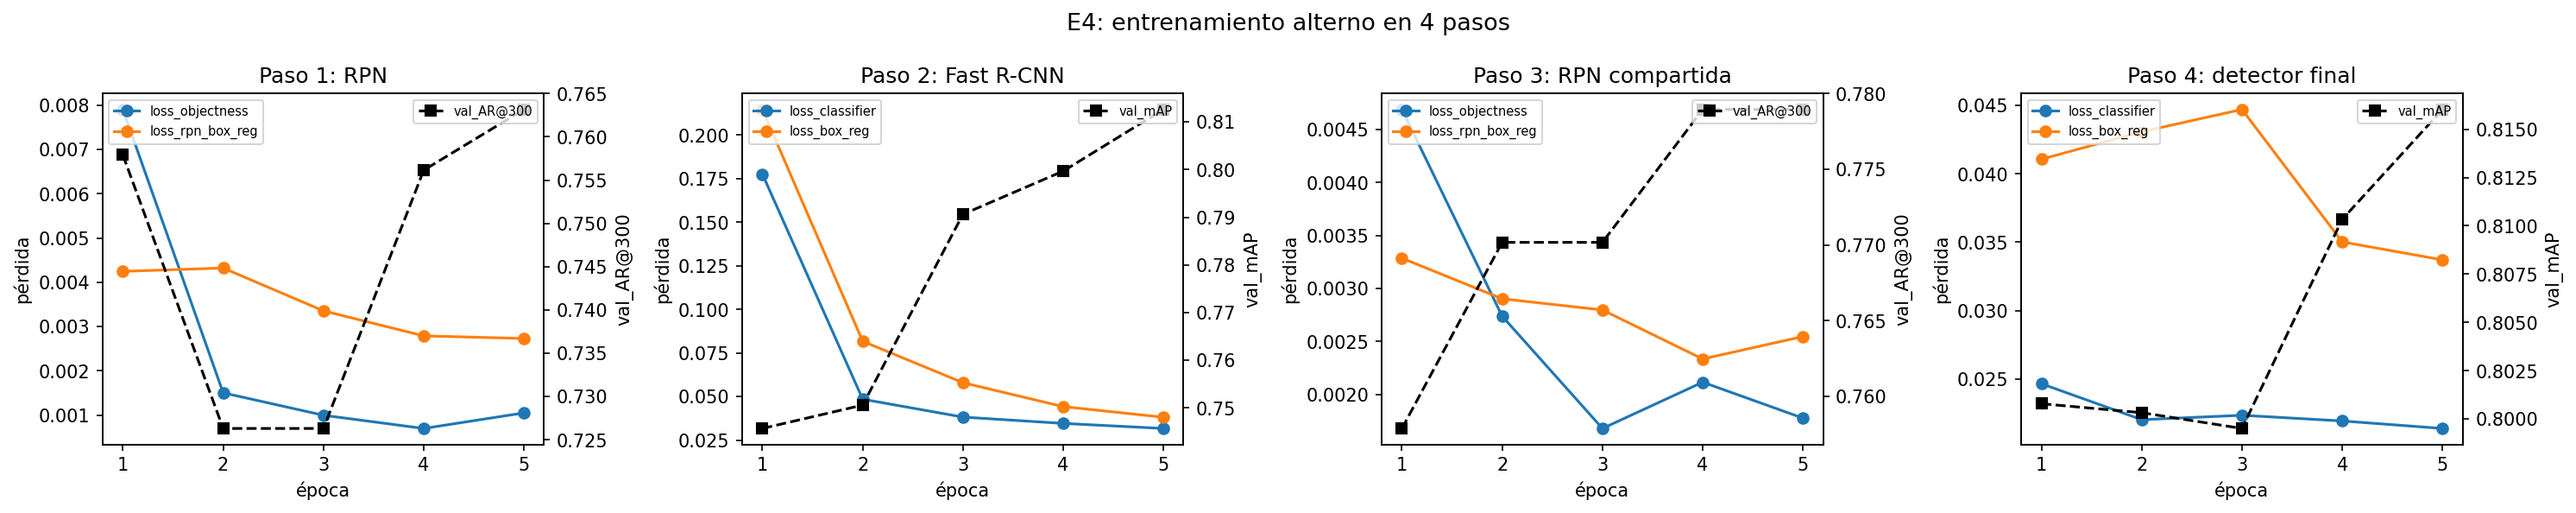 E4: entrenamiento alterno en 4 pasos
Paso 1: RPN
loss_objectness
loss_rpn_box_reg
val_AR@300
pérdida
0.008
0.007
0.006
0.005
0.004
0.003
0.002
0.001
0.765
0.760
0.755
0.750
0.745
0.740
0.735
0.730
0.725
val_AR@300
1 2 3 4 5
época
Paso 2: Fast R-CNN
loss_classifier
loss_box_reg
val_mAP
pérdida
0.200
0.175
0.150
0.125
0.100
0.075
0.050
0.025
0.81
0.80
0.79
0.78
0.77
0.76
0.75
val_mAP
1 2 3 4 5
época
Paso 3: RPN compartida
loss_objectness
loss_rpn_box_reg
val_AR@300
pérdida
0.0045
0.0040
0.0035
0.0030
0.0025
0.0020
0.780
0.775
0.770
0.765
0.760
val_AR@300
1 2 3 4 5
época
Paso 4: detector final
loss_classifier
loss_box_reg
val_mAP
pérdida
0.045
0.040
0.035
0.030
0.025
0.8150
0.8125
0.8100
0.8075
0.8050
0.8025
0.8000
val_mAP
1 2 3 4 5
época